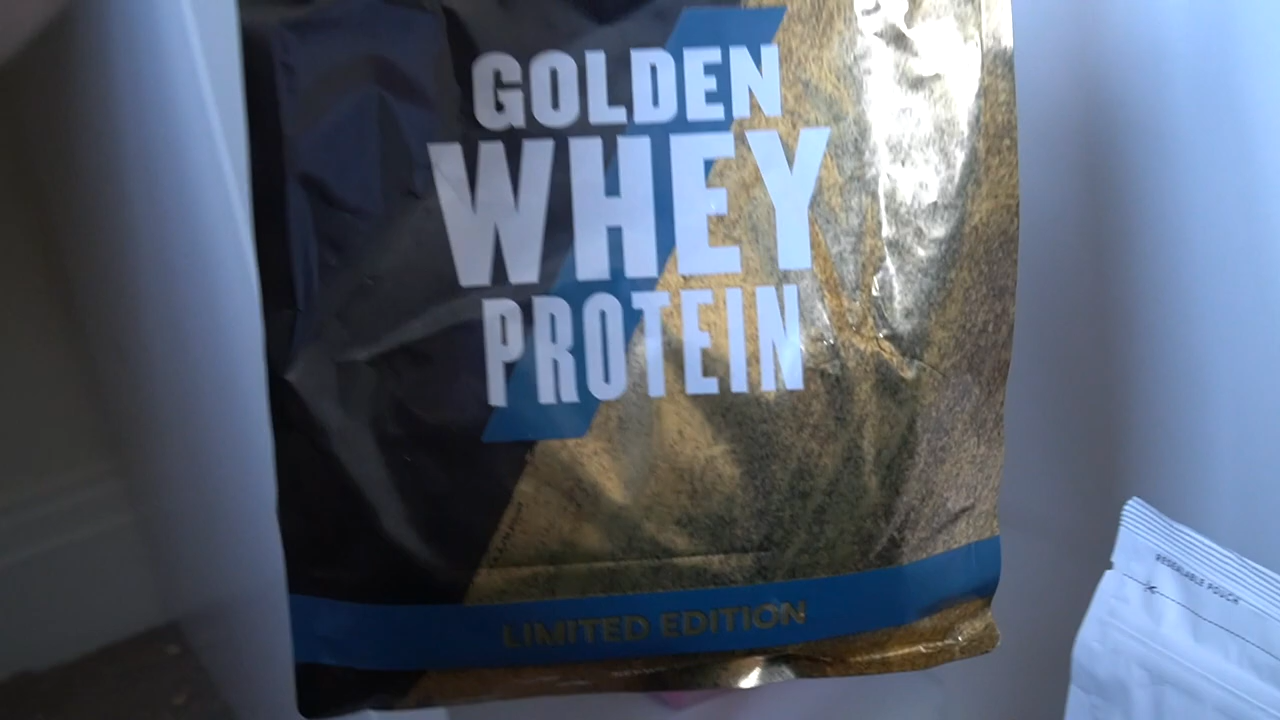 GOLDEN
WHEY
PROTEIN
LIMITED EDITION
RESEALABLE POUCH